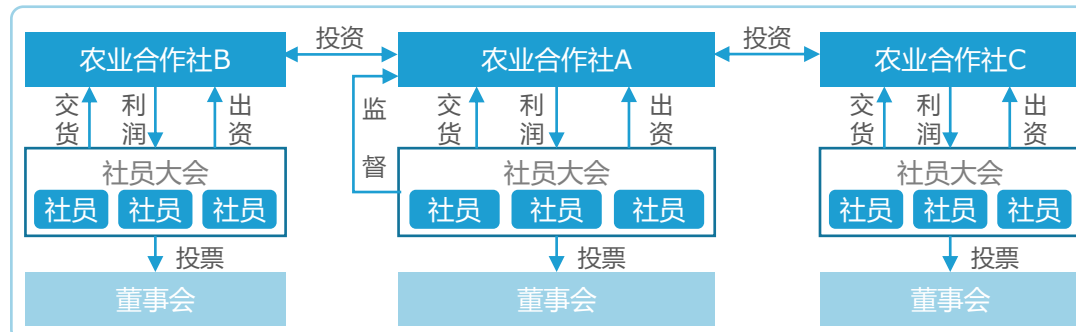 投资
投资
农业合作社B
农业合作社A
农业合作社C
交货
利润
出资
监督
交货
利润
出资
交货
利润
出资
社员大会
社员大会
社员大会
社员
社员
社员
社员
社员
社员
社员
社员
社员
投票
投票
投票
董事会
董事会
董事会